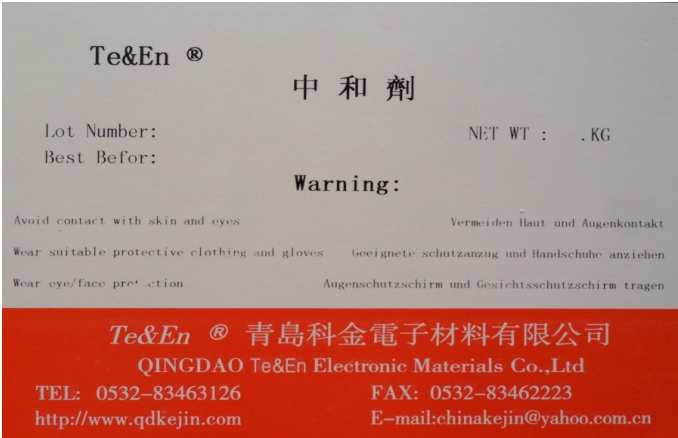 Te&En ®
中和劑
Lot Number: NET WT : .KG
Best Befor:
Warning:
Avoid contact with skin and eyes Vermeiden Haut und Augenkontakt
Wear suitable protective clothing and gloves Geeignete schutzanzug und Handschuhe anziehen
Wear eye/face Augenschutzschirm und Gesichtsschutzschirm tragen
Te&En ® 青島科金電子材料有限公司
QINGDAO Te&En Electronic Materials Co.,Ltd
TEL: 0532-83463126 FAX: 0532-83462223
http://www.qdkejin.com E-mail:chinakejin@yahoo.com.cn